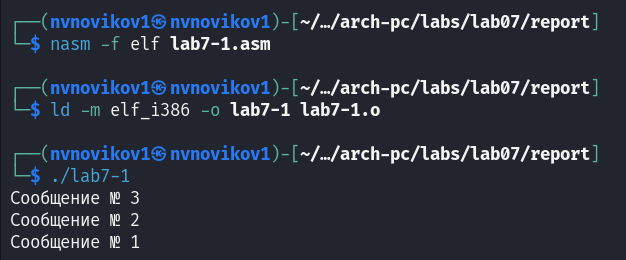 ┌──(nvnovikov1㉿nvnovikov1)-[~/…/arch-pc/labs/lab07/report]
└─$ nasm -f elf lab7-1.asm
┌──(nvnovikov1㉿nvnovikov1)-[~/…/arch-pc/labs/lab07/report]
└─$ ld -m elf_i386 -o lab7-1 lab7-1.o
┌──(nvnovikov1㉿nvnovikov1)-[~/…/arch-pc/labs/lab07/report]
└─$ ./lab7-1
Сообщение № 3
Сообщение № 2
Сообщение № 1